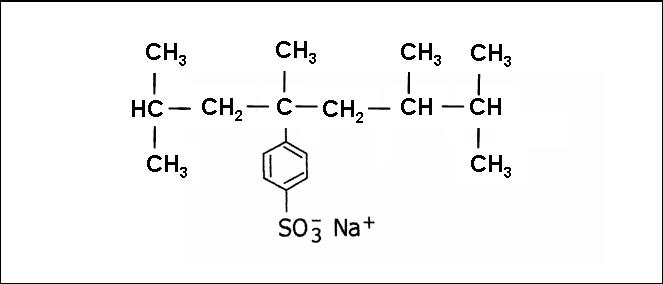 CH₃ CH₃ CH₃ CH₃
HC CH₂ C CH₂ CH CH
CH₃ CH₃
SO₃⁻ Na⁺